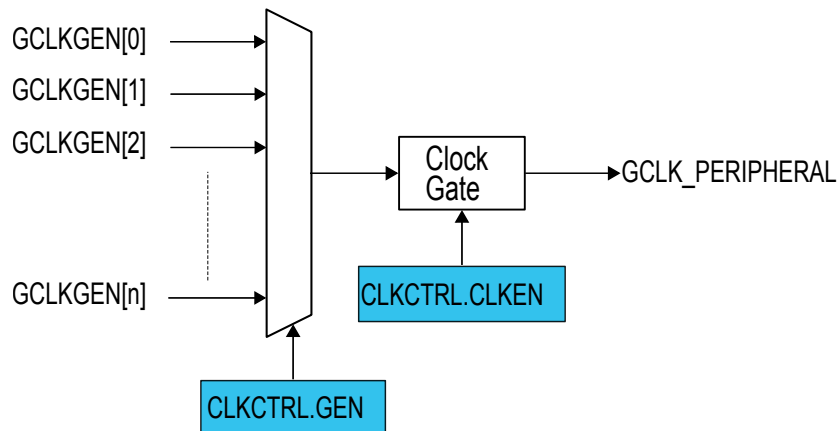 GCLKGEN[0]
GCLKGEN[1]
GCLKGEN[2]
Clock
Gate
GCLK_PERIPHERAL
GCLKGEN[n]
CLKCTRL.CLKEN
CLKCTRL.GEN